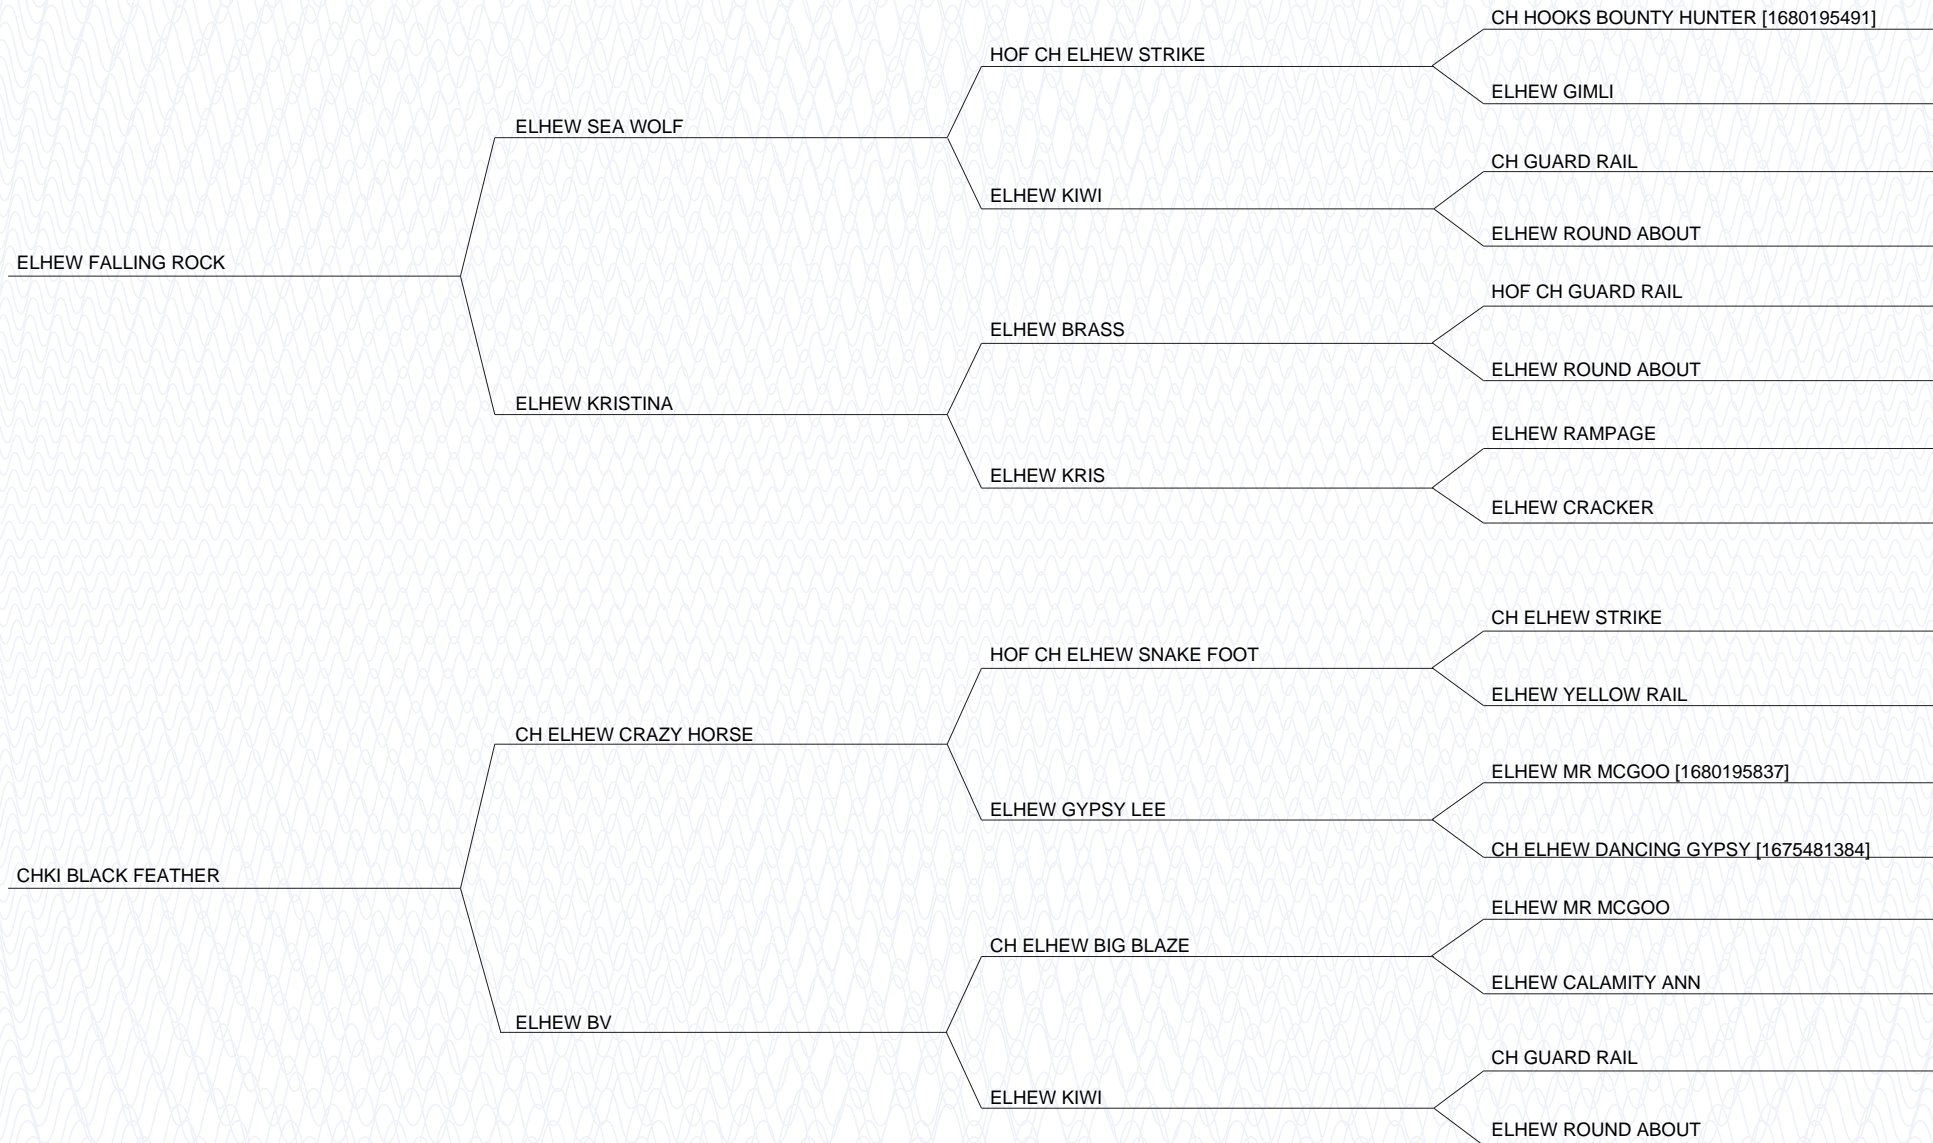 CH HOOKS BOUNTY HUNTER [1680195491]
HOF CH ELHEW STRIKE
ELHEW GIMLI
ELHEW SEA WOLF
CH GUARD RAIL
ELHEW KIWI
ELHEW ROUND ABOUT
ELHEW FALLING ROCK
HOF CH GUARD RAIL
ELHEW BRASS
ELHEW ROUND ABOUT
ELHEW KRISTINA
ELHEW RAMPAGE
ELHEW KRIS
ELHEW CRACKER
CH ELHEW STRIKE
HOF CH ELHEW SNAKE FOOT
ELHEW YELLOW RAIL
CH ELHEW CRAZY HORSE
ELHEW MR MCGOO [1680195837]
ELHEW GYPSY LEE
CH ELHEW DANCING GYPSY [1675481384]
CHKI BLACK FEATHER
ELHEW MR MCGOO
CH ELHEW BIG BLAZE
ELHEW CALAMITY ANN
ELHEW BV
CH GUARD RAIL
ELHEW KIWI
ELHEW ROUND ABOUT